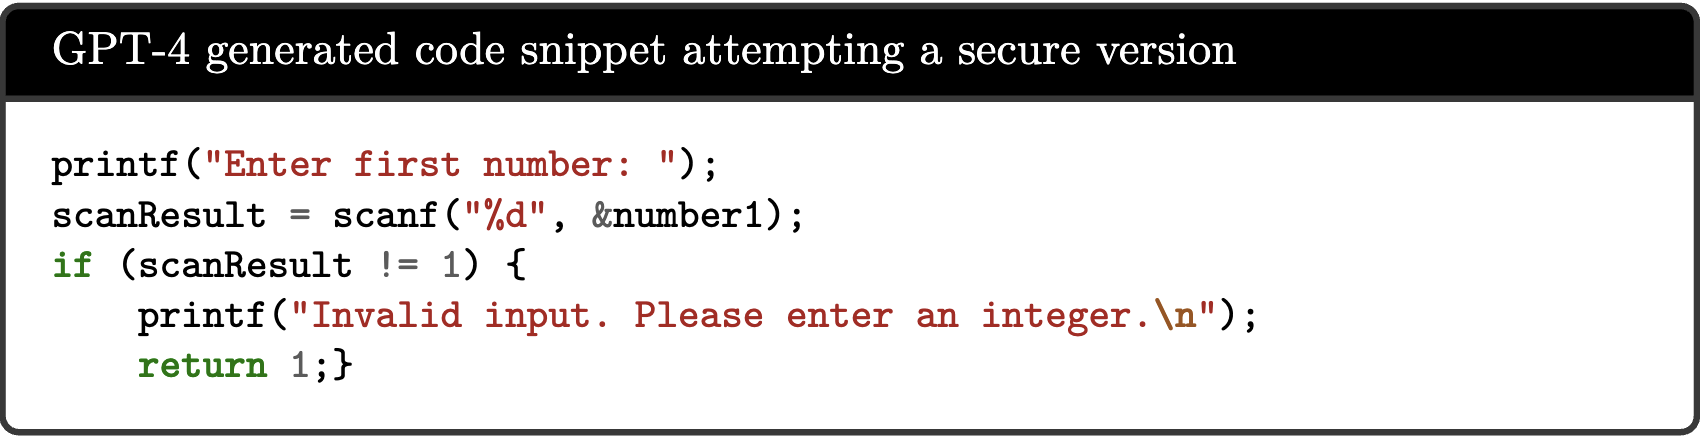 GPT-4 generated code snippet attempting a secure version
printf("Enter first number: ");
scanResult = scanf("%d", &number1);
if (scanResult != 1) {
    printf("Invalid input. Please enter an integer.\n");
    return 1;}